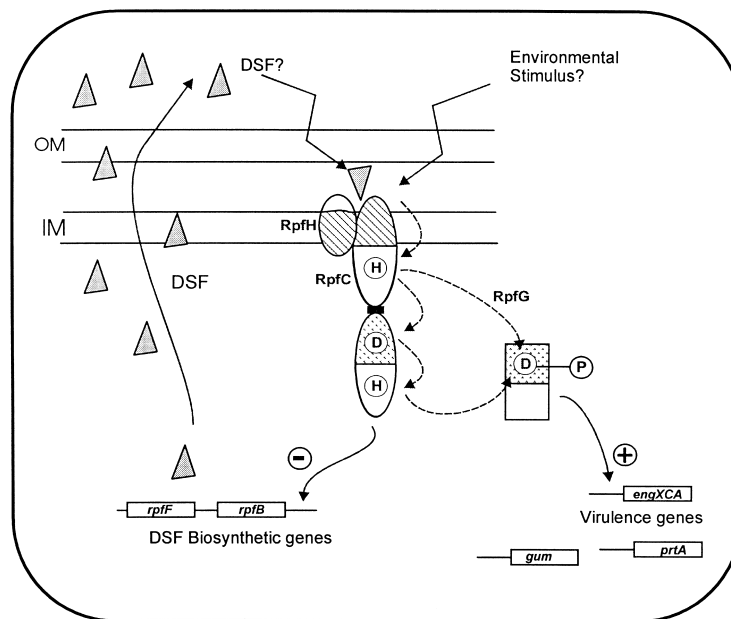 DSF?
Environmental
Stimulus?
OM
IM
RpfH
RpfC
H
DSF
RpfG
D
D
P
H
−
+
rpfF
rpfB
DSF Biosynthetic genes
engXCA
Virulence genes
gum
prtA